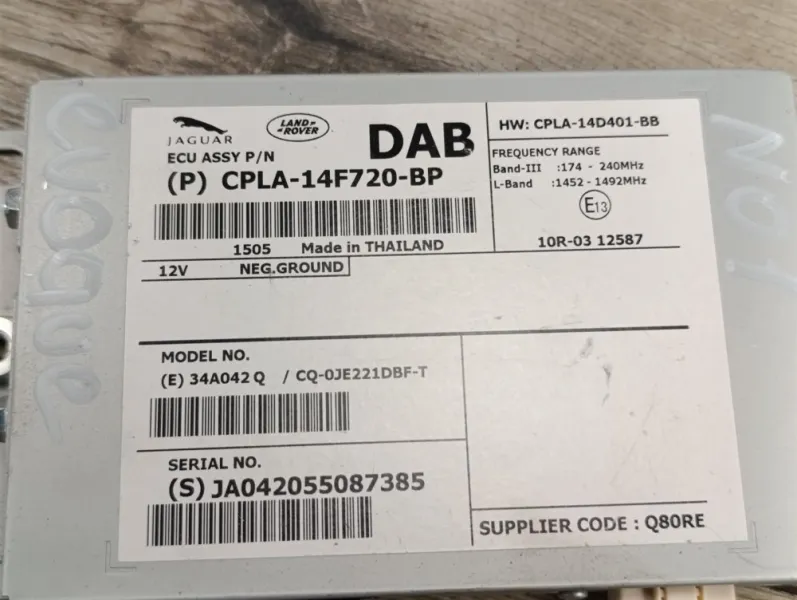 JAGUAR
LAND-
-ROVER
DAB
ECU ASSY P/N
(P) CPLA-14F720-BP
1505 Made in THAILAND
12V NEG.GROUND
HW: CPLA-14D401-BB
FREQUENCY RANGE
Band-III :174 - 240MHz
L-Band :1452 - 1492MHz
E13
10R-03 12587
MODEL NO.
(E) 34A042 Q / CQ-0JE221DBF-T
SERIAL NO.
(S) JA042055087385
SUPPLIER CODE : Q80RE
evoque